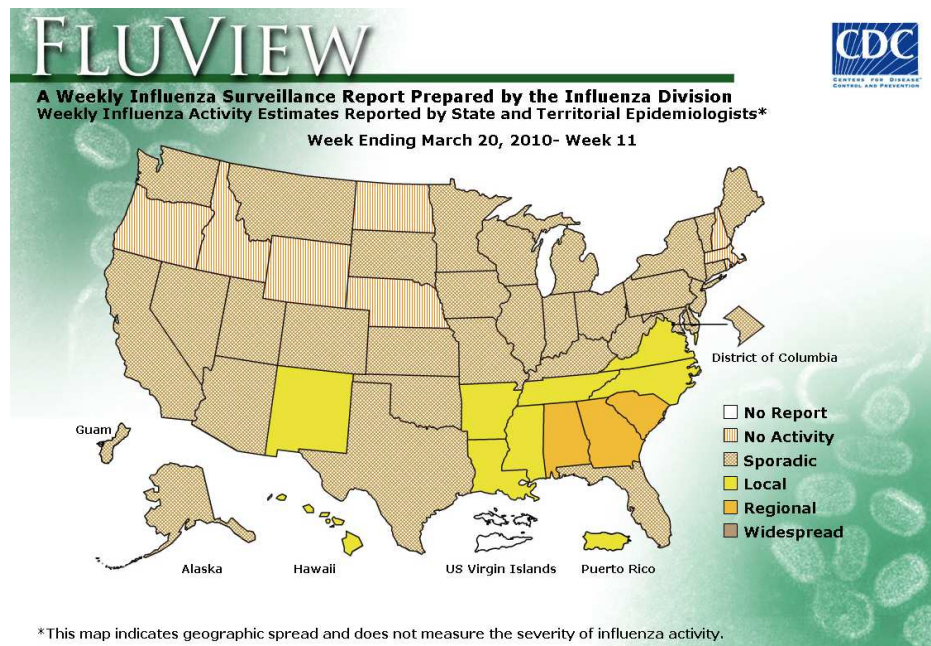 FLUVIEW
CDC
CENTERS FOR DISEASE
CONTROL AND PREVENTION
A Weekly Influenza Surveillance Report Prepared by the Influenza Division
Weekly Influenza Activity Estimates Reported by State and Territorial Epidemiologists*
Week Ending March 20, 2010- Week 11
District of Columbia
Guam
No Report
No Activity
Sporadic
Local
Regional
Widespread
Alaska
Hawaii
US Virgin Islands
Puerto Rico
*This map indicates geographic spread and does not measure the severity of influenza activity.